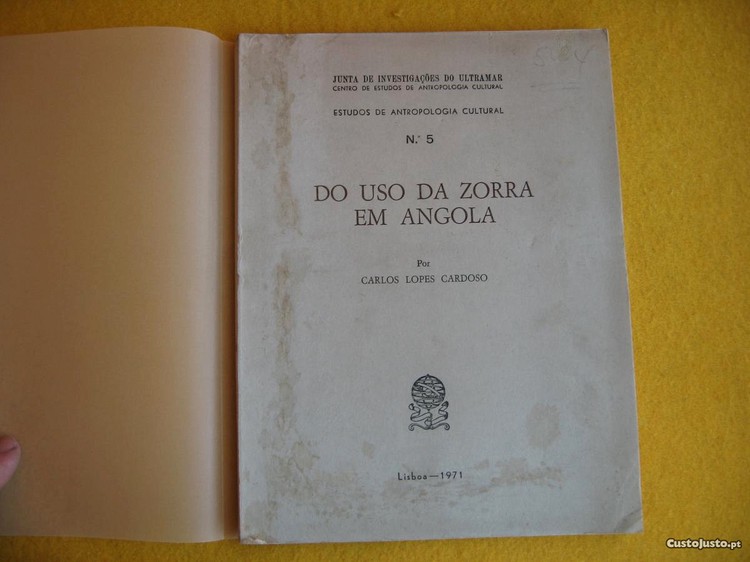 JUNTA DE INVESTIGAÇÕES DO ULTRAMAR
CENTRO DE ESTUDOS DE ANTROPOLOGIA CULTURAL
ESTUDOS DE ANTROPOLOGIA CULTURAL
N.º 5
DO USO DA ZORRA
EM ANGOLA
Por
CARLOS LOPES CARDOSO
Lisboa—1971
CustoJusto.pt